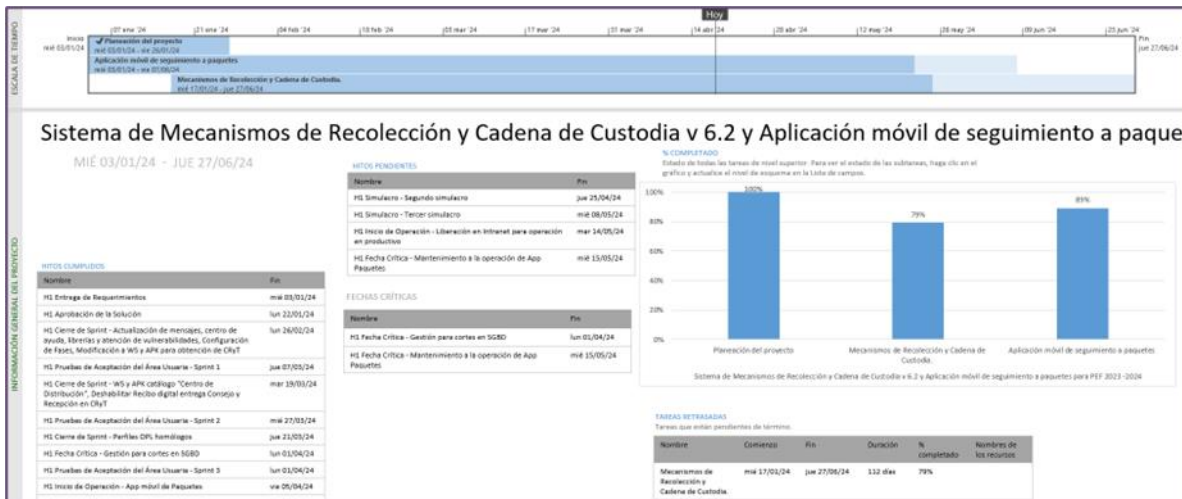 Hoy
07 ene '24
21 ene '24
04 feb '24
18 feb '24
03 mar '24
17 mar '24
31 mar '24
14 abr '24
28 abr '24
12 may '24
26 may '24
09 jun '24
23 jun '24
ESCALA DE TIEMPO
Inicio
mié 03/01/24
✓ Planeación del proyecto
mié 03/01/24 - vie 26/01/24
Aplicación móvil de seguimiento a paquetes
mié 03/01/24 - vie 07/06/24
Mecanismos de Recolección y Cadena de Custodia.
mié 17/01/24 - jue 27/06/24
Fin
jue 27/06/24
INFORMACIÓN GENERAL DEL PROYECTO
Sistema de Mecanismos de Recolección y Cadena de Custodia v 6.2 y Aplicación móvil de seguimiento a paque
MIÉ 03/01/24 - JUE 27/06/24
HITOS CUMPLIDOS
Nombre Fin
H1 Entrega de Requerimientos mié 03/01/24
H1 Aprobación de la Solución lun 22/01/24
H1 Cierre de Sprint - Actualización de mensajes, centro de lun 26/02/24
ayuda, librerías y atención de vulnerabilidades, Configuración
de Fases, Modificación a WS y APK para obtención de CRyT
H1 Pruebas de Aceptación del Área Usuaria - Sprint 1 jue 07/03/24
H1 Cierre de Sprint - WS y APK catálogo "Centro de mar 19/03/24
Distribución", Deshabilitar Recibo digital entrega Consejo y
Recepción en CRyT
H1 Pruebas de Aceptación del Área Usuaria - Sprint 2 mié 27/03/24
H1 Cierre de Sprint - Perfiles OPL homólogos jue 21/03/24
H1 Fecha Crítica - Gestión para cortes en SGBD lun 01/04/24
H1 Pruebas de Aceptación del Área Usuaria - Sprint 3 lun 01/04/24
H1 Inicio de Operación - App móvil de Paquetes vie 05/04/24
HITOS PENDIENTES
Nombre Fin
H1 Simulacro - Segundo simulacro jue 25/04/24
H1 Simulacro - Tercer simulacro mié 08/05/24
H1 Inicio de Operación - Liberación en Intranet para operación mar 14/05/24
en productivo
H1 Fecha Crítica - Mantenimiento a la operación de App mié 15/05/24
Paquetes
FECHAS CRÍTICAS
Nombre Fin
H1 Fecha Crítica - Gestión para cortes en SGBD lun 01/04/24
H1 Fecha Crítica - Mantenimiento a la operación de App mié 15/05/24
Paquetes
% COMPLETADO
Estado de todas las tareas de nivel superior. Para ver el estado de las subtareas, haga clic en el
gráfico y actualice el nivel de esquema en la Lista de campos.
100%
80%
60%
40%
20%
0%
100%
79%
89%
Planeación del proyecto
Mecanismos de Recolección y Cadena de
Custodia.
Aplicación móvil de seguimiento a paquetes
Sistema de Mecanismos de Recolección y Cadena de Custodia v 6.2 y Aplicación móvil de seguimiento a paquetes para PEF 2023 -2024
TAREAS RETRASADAS
Tareas que están pendientes de término.
Nombre Comienzo Fin Duración % completado Nombres de los recursos
Mecanismos de mié 17/01/24 jue 27/06/24 112 días 79%
Recolección y
Cadena de Custodia.